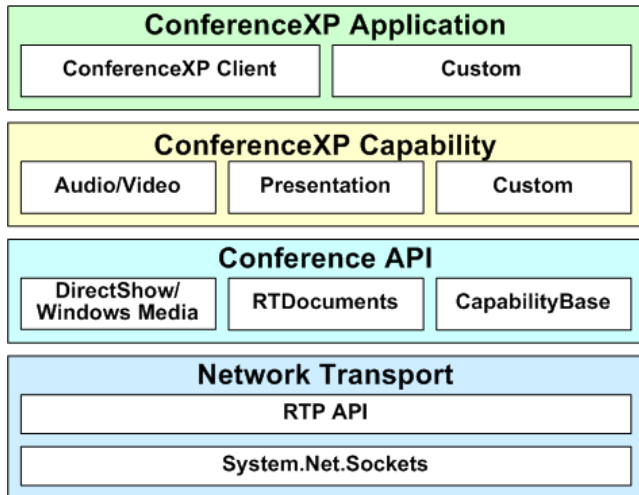 ConferenceXP Application
ConferenceXP Client
Custom
ConferenceXP Capability
Audio/Video
Presentation
Custom
Conference API
DirectShow/
Windows Media
RTDocuments
CapabilityBase
Network Transport
RTP API
System.Net.Sockets